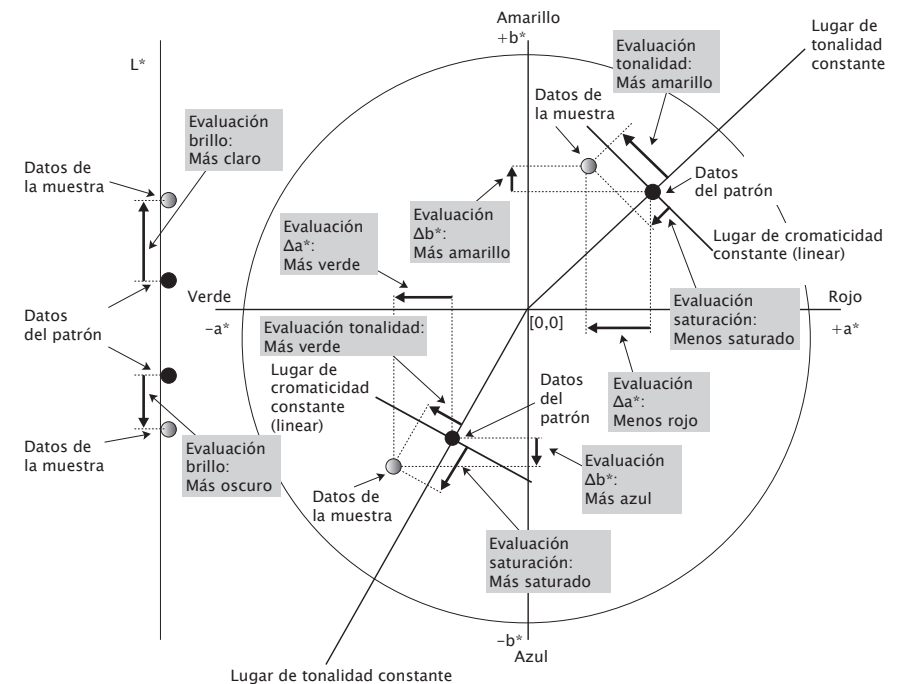 Amarillo
+b*
Lugar de
tonalidad
constante
L*
Evaluación
tonalidad:
Más amarillo
Datos de
la muestra
Evaluación
brillo:
Más claro
Datos de
la muestra
Datos
del patrón
Evaluación
Δb*:
Más amarillo
Evaluación
Δa*:
Más verde
Lugar de cromaticidad
constante (linear)
Verde
-a*
Rojo
+a*
[0,0]
Evaluación
saturación:
Menos saturado
Datos
del patrón
Evaluación tonalidad:
Más verde
Lugar de
cromaticidad
constante
(linear)
Datos
del
patrón
Evaluación
Δa*:
Menos rojo
Datos de
la muestra
Evaluación
brillo:
Más oscuro
Evaluación
Δb*:
Más azul
Datos de
la muestra
Evaluación
saturación:
Más saturado
-b*
Azul
Lugar de tonalidad constante